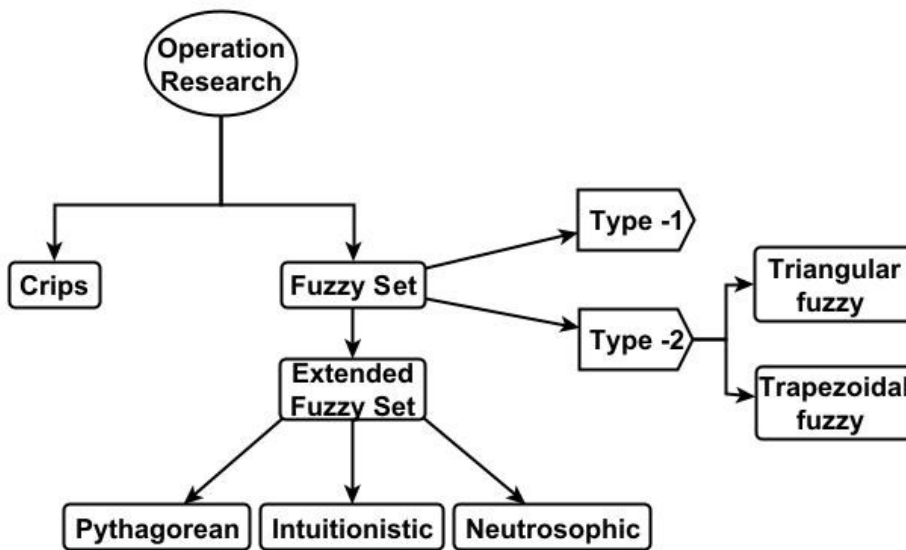 Operation
Research
Type -1
Crips
Fuzzy Set
Triangular
fuzzy
Type -2
Extended
Fuzzy Set
Trapezoidal
fuzzy
Pythagorean
Intuitionistic
Neutrosophic